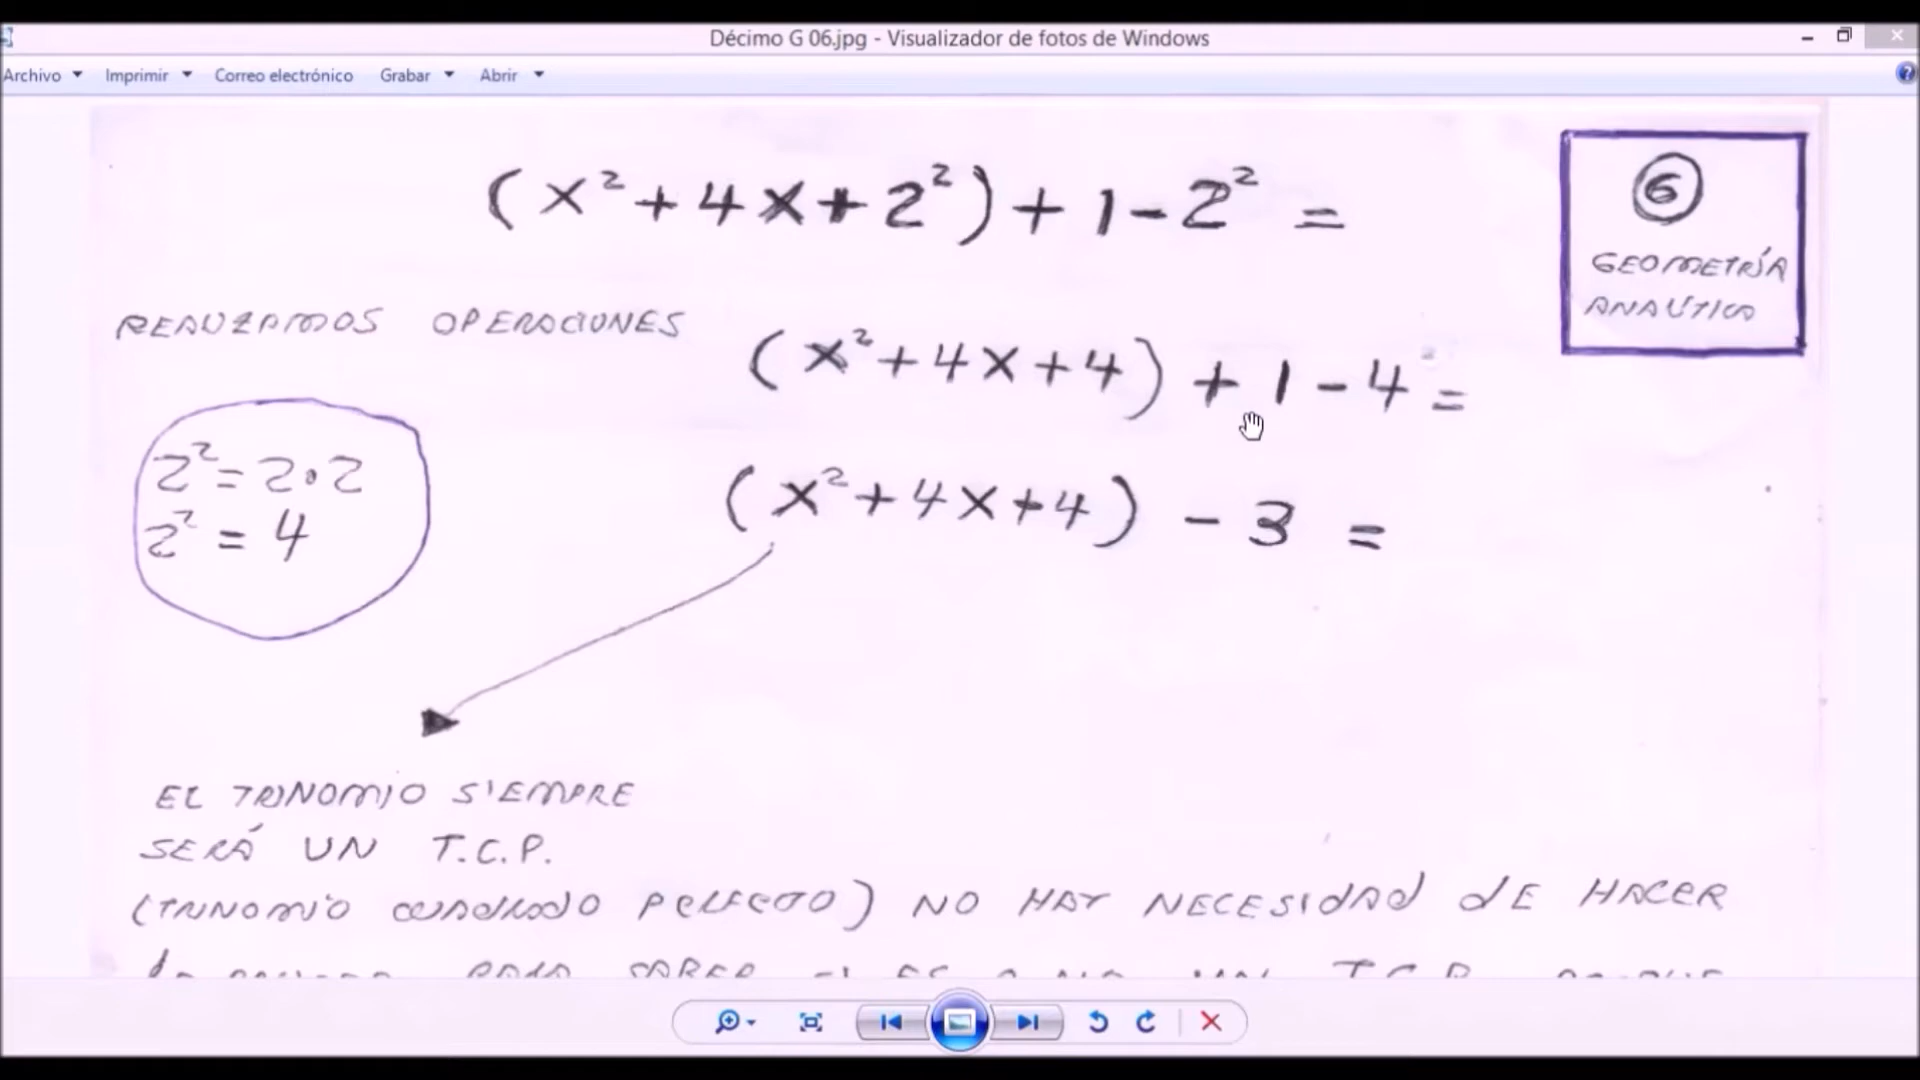 Décimo G 06.jpg - Visualizador de fotos de Windows
Archivo Imprimir Correo electrónico Grabar Abrir
(x² + 4x + 2²) + 1 - 2² =
6
GEOMETRÍA
ANALÍTICA
REALIZAMOS OPERACIONES
(x² + 4x + 4) + 1 - 4 =
2² = 2·2
2² = 4
(x² + 4x + 4) - 3 =
EL TRINOMIO SIEMPRE
SERÁ UN T.C.P.
(TRINOMIO CUADRADO PERFECTO) NO HAY NECESIDAD DE HACER